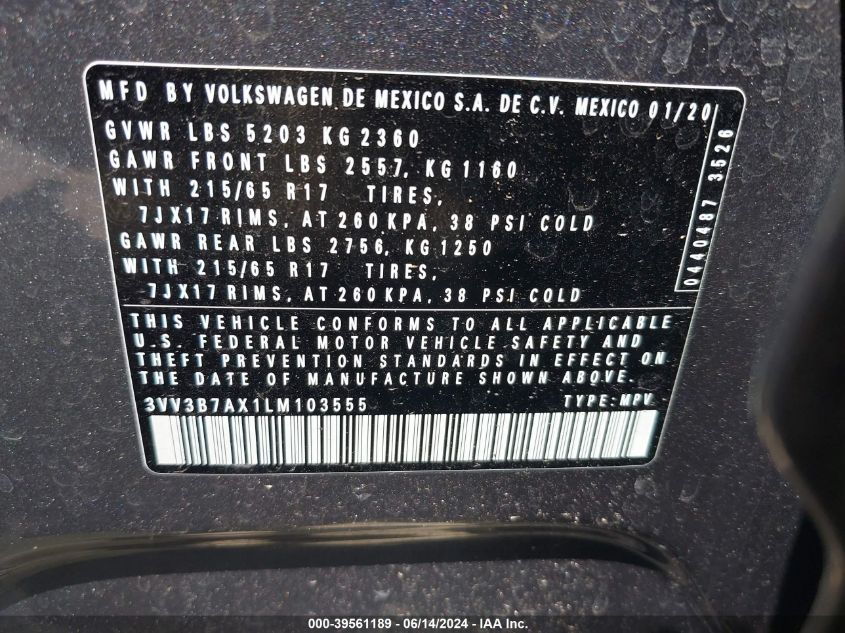 MFD BY VOLKSWAGEN DE MEXICO S.A. DE C.V. MEXICO 01/20
GVWR LBS 5203 KG 2360
GAWR FRONT LBS 2557, KG 1160
WITH 215/65 R17 TIRES,
7JX17 RIMS, AT 260 KPA, 38 PSI COLD
GAWR REAR LBS 2756, KG 1250
WITH 215/65 R17 TIRES,
7JX17 RIMS, AT 260 KPA, 38 PSI COLD
0440487 3526
THIS VEHICLE CONFORMS TO ALL APPLICABLE
U.S. FEDERAL MOTOR VEHICLE SAFETY AND
THEFT PREVENTION STANDARDS IN EFFECT ON
THE DATE OF MANUFACTURE SHOWN ABOVE.
3VV3B7AX1LM103555 TYPE: MPV
000-39561189 - 06/14/2024 - IAA Inc.